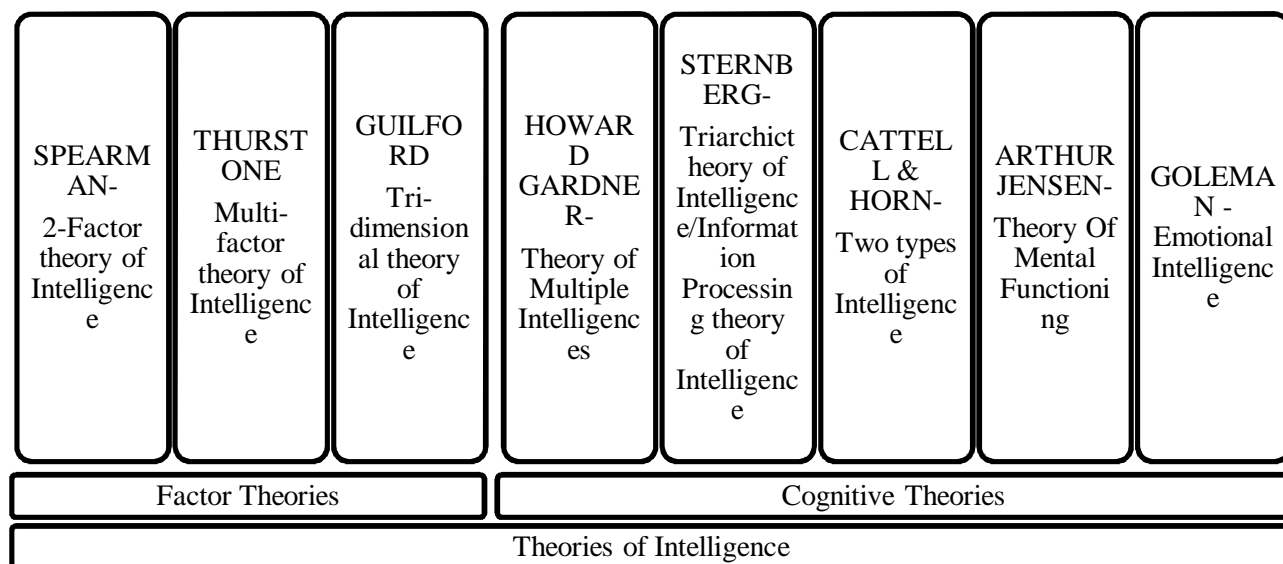 SPEARM
AN-
2-Factor
theory of
Intelligenc
e
THURST
ONE
Multi-
factor
theory of
Intelligenc
e
GUILFO
RD
Tri-
dimension
al theory
of
Intelligenc
e
HOWAR
D
GARDNE
R-
Theory of
Multiple
Intelligenc
es
STERNB
ERG-
Triarchict
heory of
Intelligenc
e/Informat
ion
Processin
g theory
of
Intelligenc
e
CATTEL
L &
HORN-
Two types
of
Intelligenc
e
ARTHUR
JENSEN-
Theory Of
Mental
Functioni
ng
GOLEMA
N -
Emotional
Intelligenc
e
Factor Theories
Cognitive Theories
Theories of Intelligence